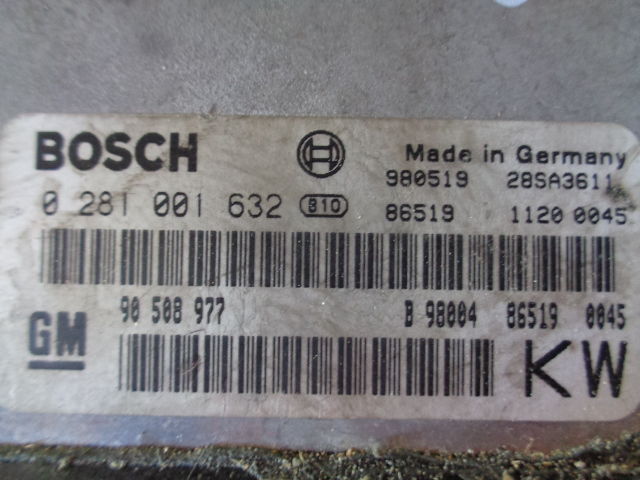 BOSCH Made in Germany
980519 28SA3611
0 281 001 632 B10 86519 1120 0045
90 508 977 B 98004 86519 0045
GM KW